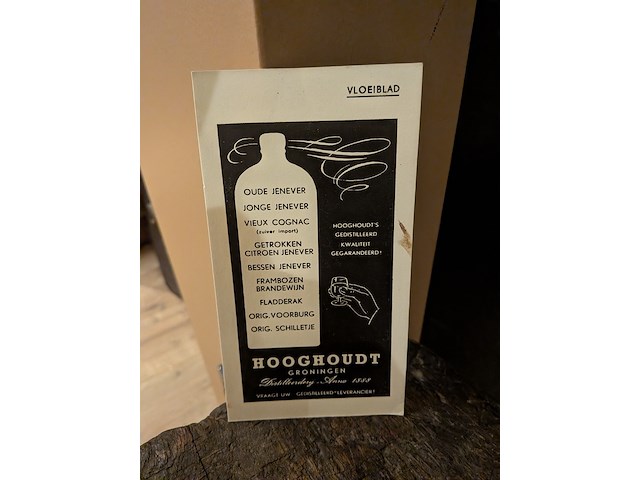 VLOEIBLAD
OUDE JENEVER
JONGE JENEVER
VIEUX COGNAC
(zuiver import)
GETROKKEN
CITROEN JENEVER
BESSEN JENEVER
FRAMBOZEN
BRANDEWIJN
FLADDERAK
ORIG. VOORBURG
ORIG. SCHILLETJE
HOOGHOUDT'S
GEDISTILLEERD
KWALITEIT
GEGARANDEERD!
HOOGHOUDT
GRONINGEN
Distilleerdery - Anno 1888
VRAAGT UW GEDISTILLEERD LEVERANCIER!